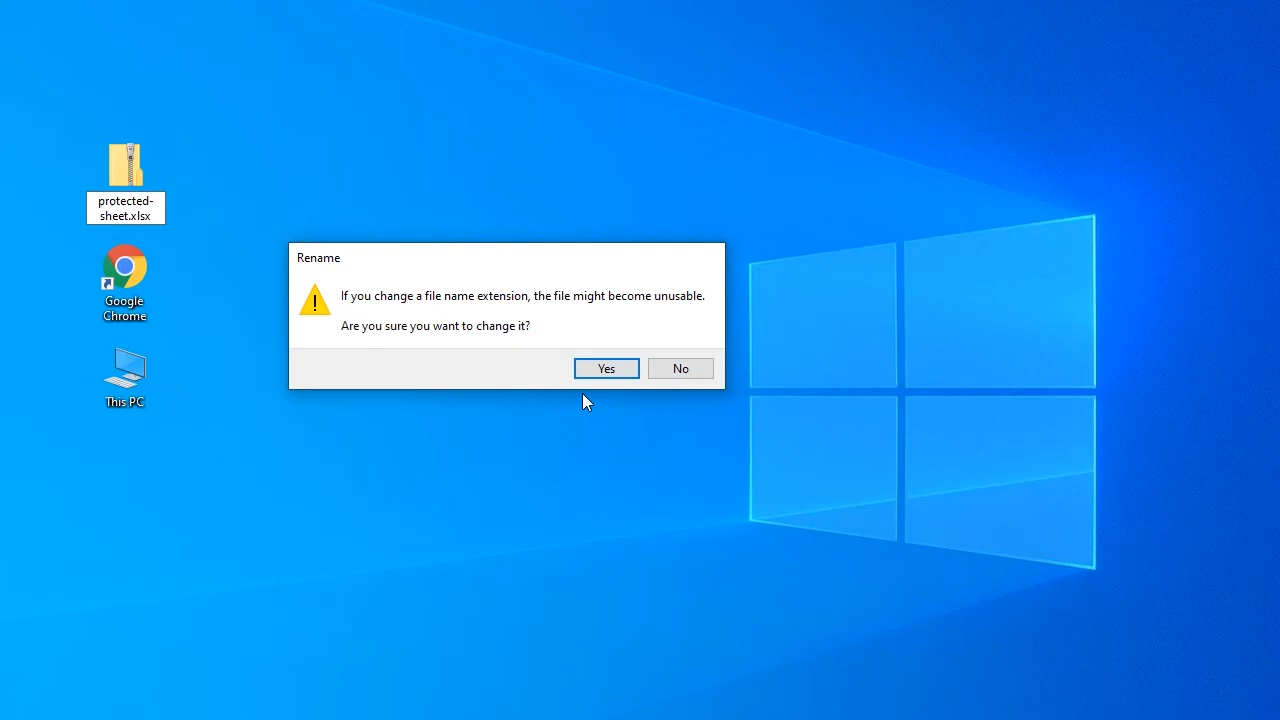 protected-
sheet.xlsx
Google
Chrome
This PC
Rename
If you change a file name extension, the file might become unusable.
Are you sure you want to change it?
Yes
No